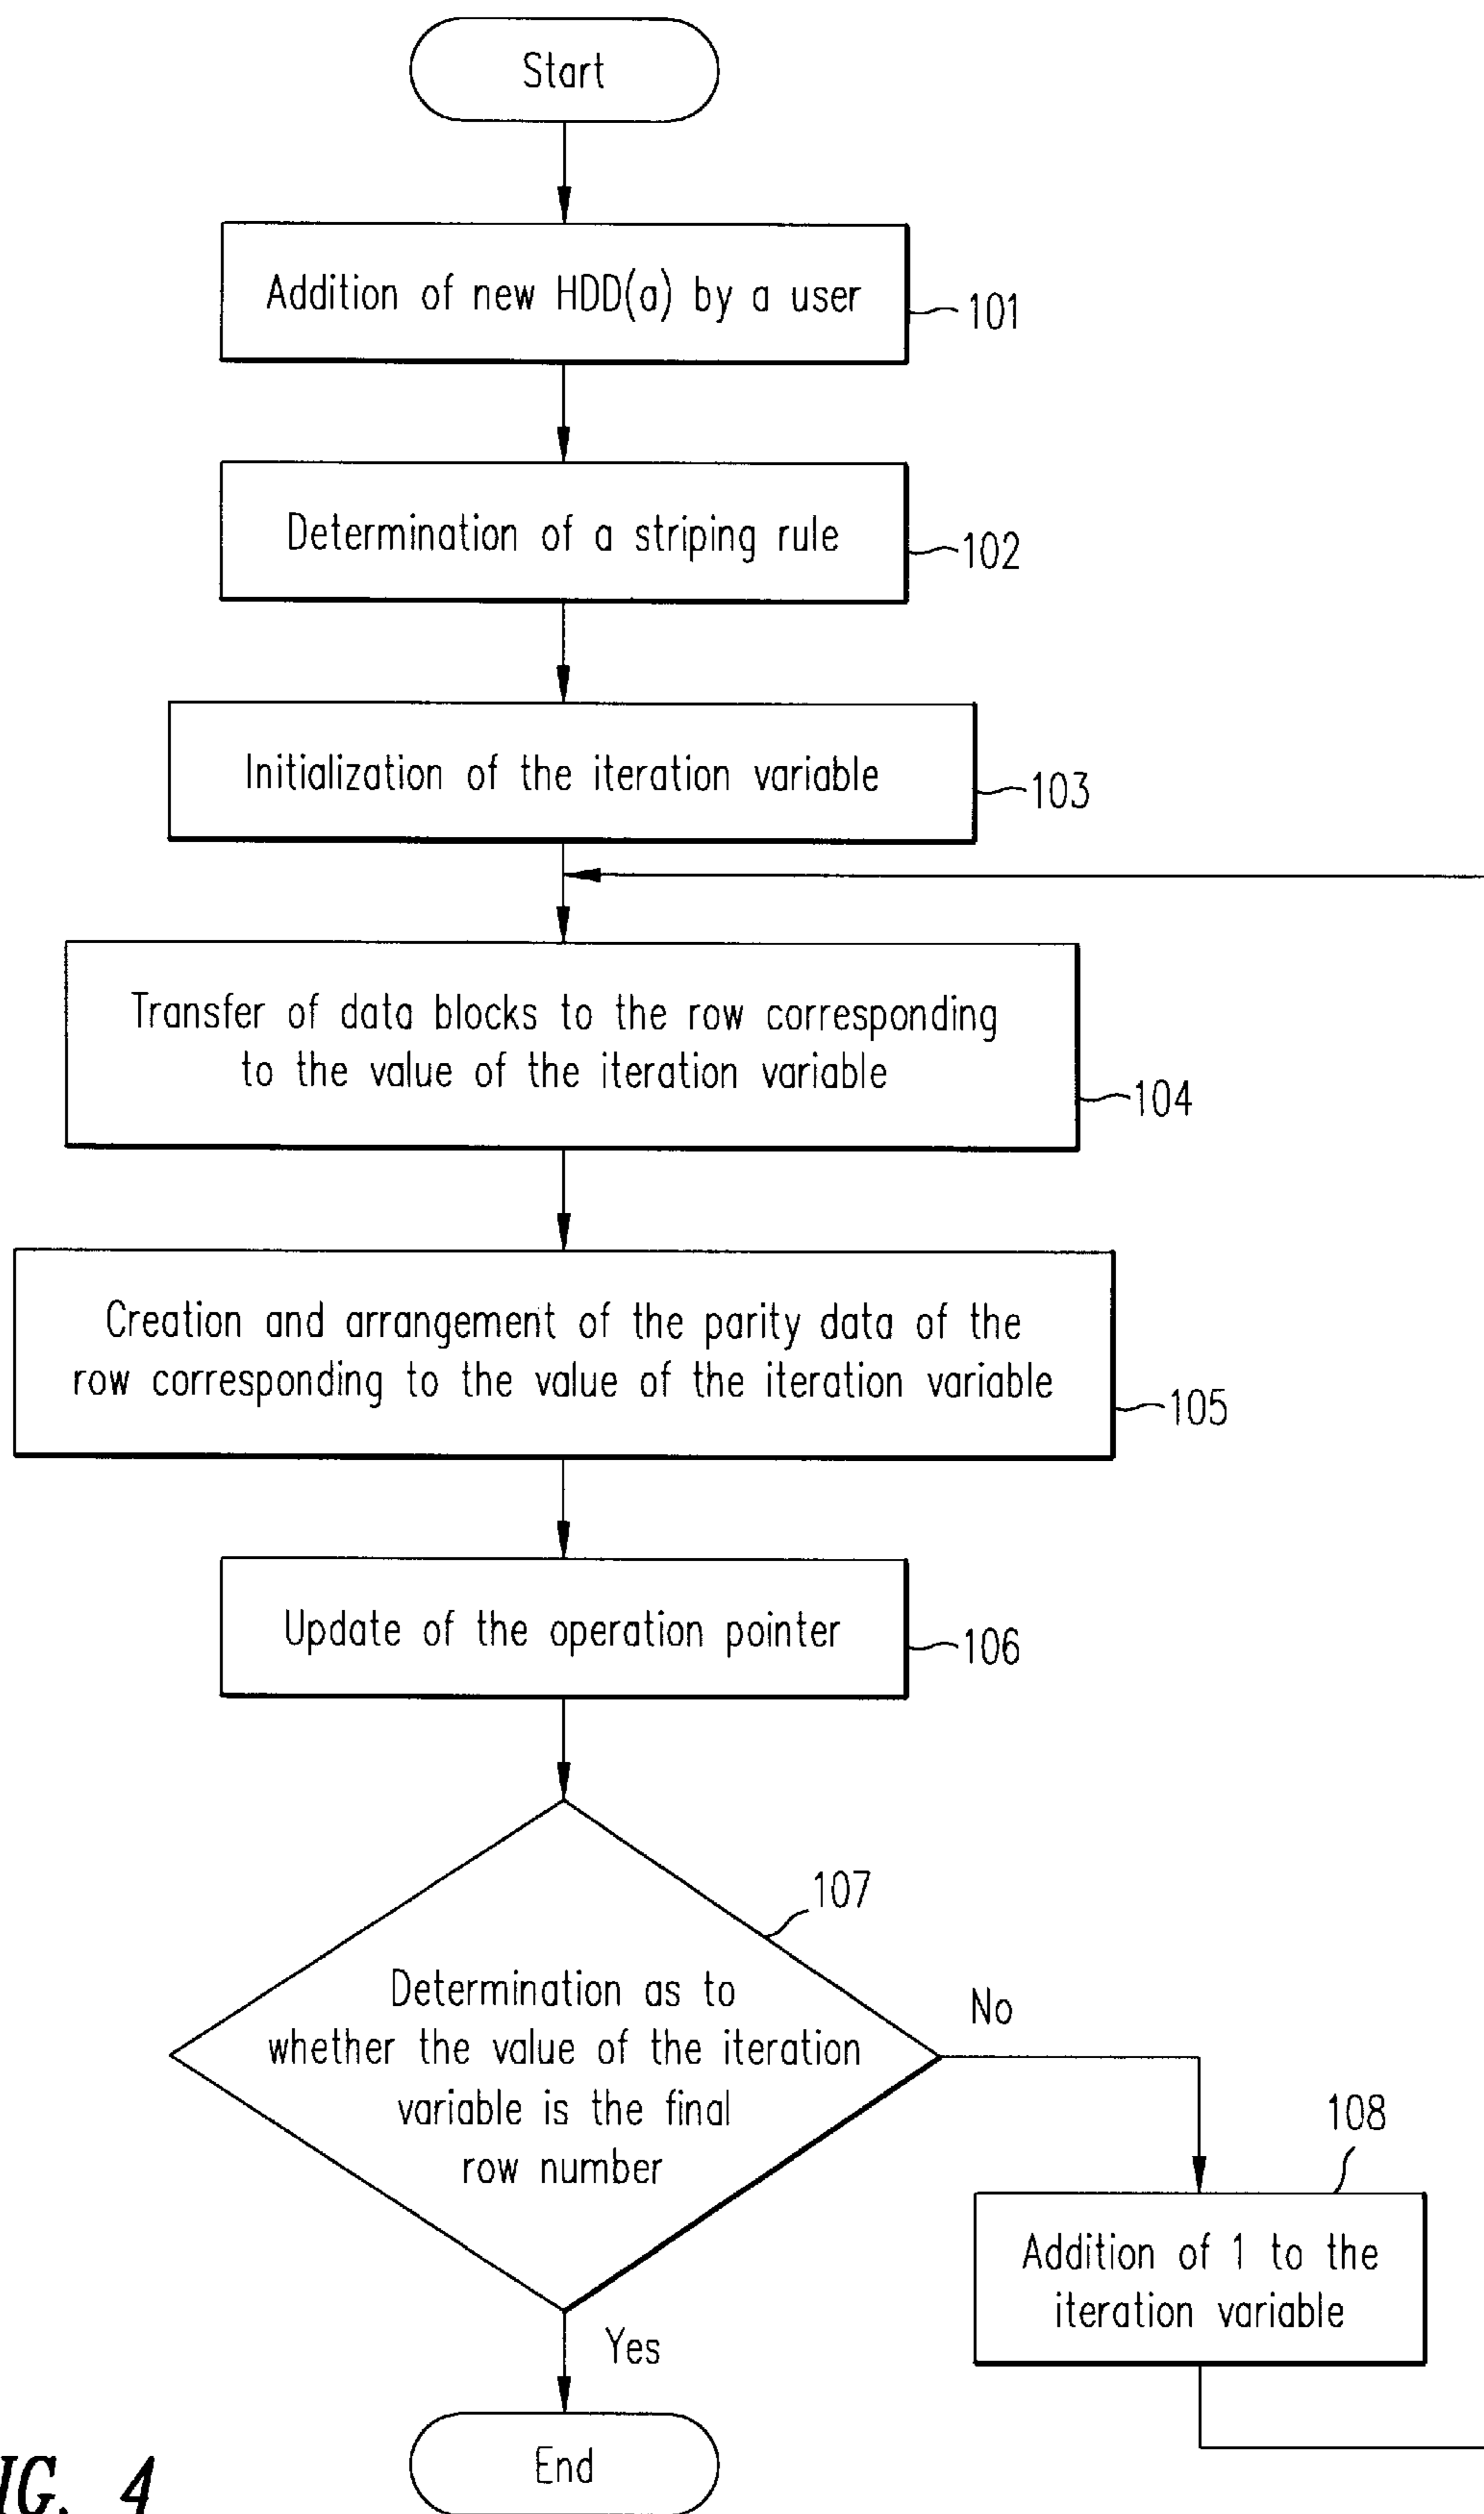 Start
Addition of new HDD(a) by a user
101
Determination of a striping rule
102
Initialization of the iteration variable
103
Transfer of data blocks to the row corresponding
to the value of the iteration variable
104
Creation and arrangement of the parity data of the
row corresponding to the value of the iteration variable
105
Update of the operation pointer
106
107
Determination as to
whether the value of the iteration
variable is the final
row number
No
108
Addition of 1 to the
iteration variable
Yes
End
IG. 4